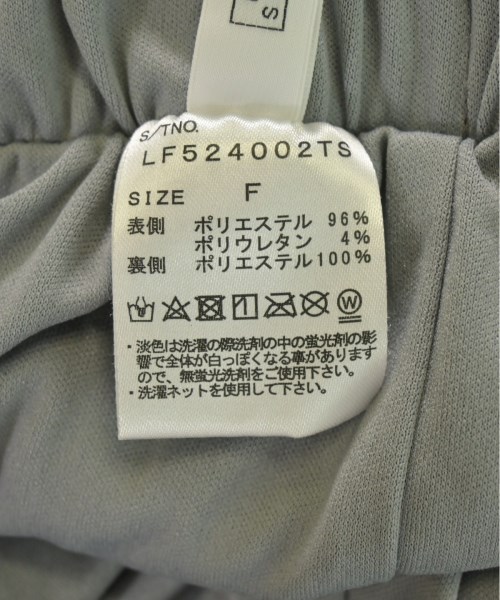 S
S/TNO.
LF524002TS
SIZE F
表側 ポリエステル 96%
ポリウレタン 4%
裏側 ポリエステル 100%
W
・淡色は洗濯の際洗剤の中の蛍光剤の影
響で全体が白っぽくなる事があります
ので、無蛍光洗剤をご使用下さい。
・洗濯ネットを使用して下さい。